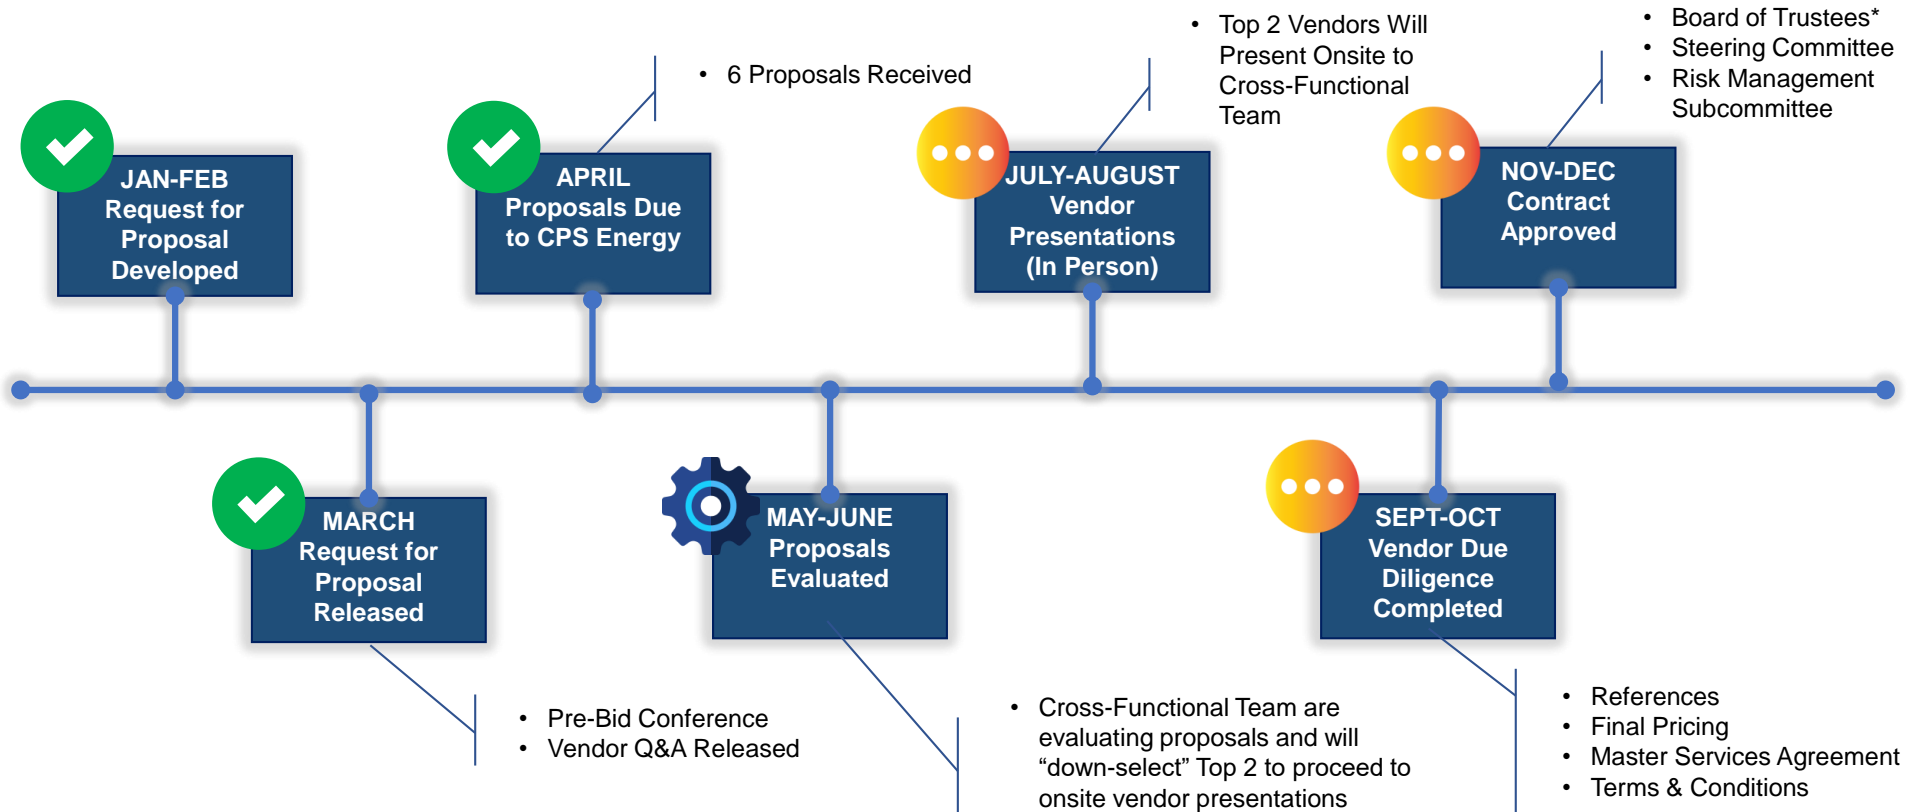 JAN-FEB
Request for
Proposal
Developed
MARCH
Request for
Proposal
Released
• Pre-Bid Conference
• Vendor Q&A Released
APRIL
Proposals Due
to CPS Energy
• 6 Proposals Received
MAY-JUNE
Proposals
Evaluated
• Cross-Functional Team are
evaluating proposals and will
“down-select” Top 2 to proceed to
onsite vendor presentations
JULY-AUGUST
Vendor
Presentations
(In Person)
• Top 2 Vendors Will
Present Onsite to
Cross-Functional
Team
SEPT-OCT
Vendor Due
Diligence
Completed
• References
• Final Pricing
• Master Services Agreement
• Terms & Conditions
NOV-DEC
Contract
Approved
• Board of Trustees*
• Steering Committee
• Risk Management
Subcommittee